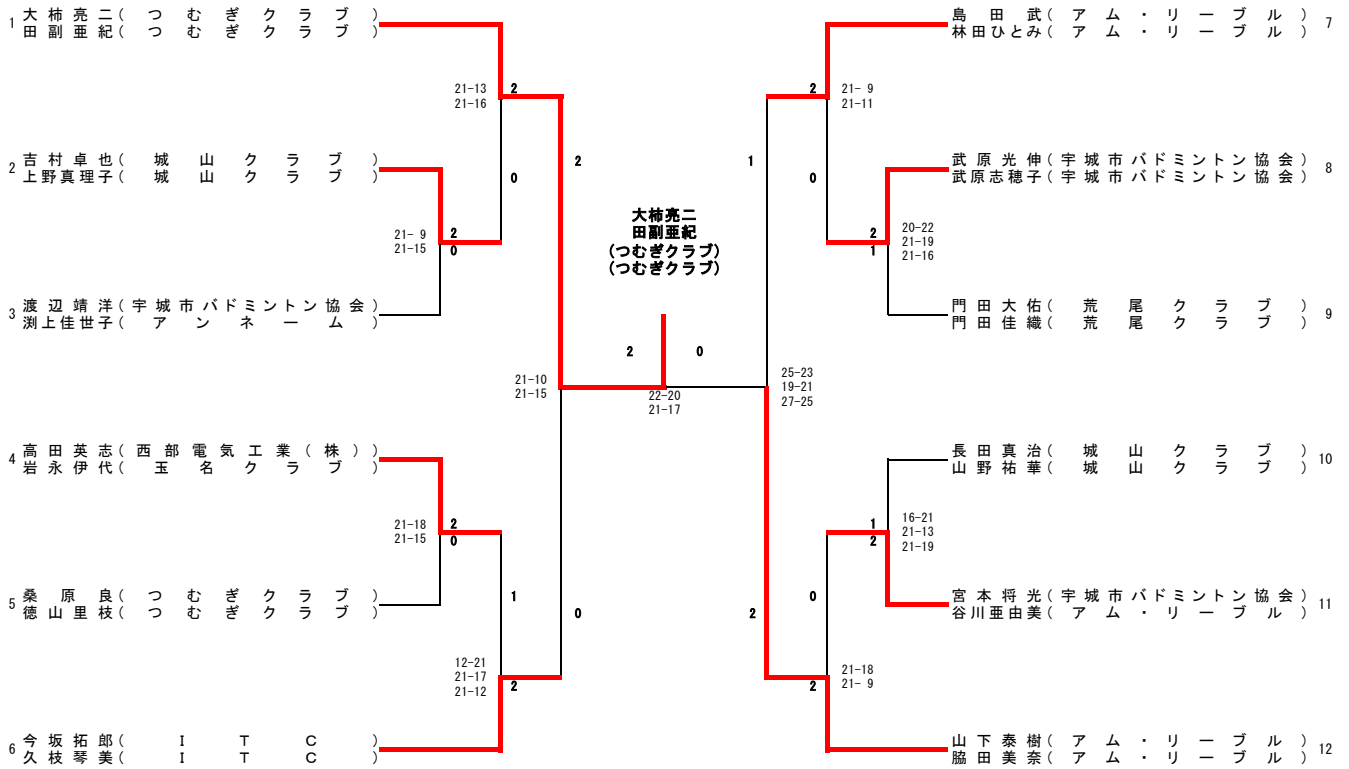 1 大柿亮二(つむぎクラブ)
田副亜紀(つむぎクラブ)
21-13 2
21-16
2 吉村卓也(城山クラブ)
上野真理子(城山クラブ)
0
21- 9 2
21-15 0
3 渡辺靖洋(宇城市バドミントン協会)
渕上佳世子(アンネーム)
2
21-10
21-15
4 高田英志(西部電気工業(株))
岩永伊代(玉名クラブ)
21-18 2
21-15 0
5 桑原良(つむぎクラブ)
徳山里枝(つむぎクラブ)
1
0
12-21
21-17
21-12 2
6 今坂拓郎(ITC)
久枝琴美(ITC)
大柿亮二
田副亜紀
(つむぎクラブ)
(つむぎクラブ)
2 0
22-20
21-17
島田武(アム・リーブル) 7
林田ひとみ(アム・リーブル)
2 21- 9
21-11
1
0
武原光伸(宇城市バドミントン協会) 8
武原志穂子(宇城市バドミントン協会)
2 20-22
1 21-19
21-16
門田大佑(荒尾クラブ) 9
門田佳織(荒尾クラブ)
25-23
19-21
27-25
長田真治(城山クラブ) 10
山野祐華(城山クラブ)
1 16-21
2 21-13
21-19
0
2
宮本将光(宇城市バドミントン協会) 11
谷川亜由美(アム・リーブル)
21-18
2 21- 9
山下泰樹(アム・リーブル) 12
脇田美奈(アム・リーブル)